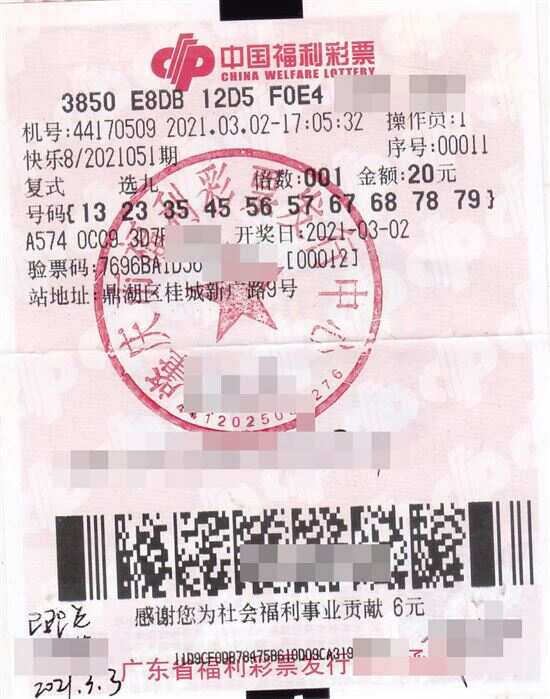 中国福利彩票
CHINA WELFARE LOTTERY
3850 E8DB 12D5 F0E4
机号:44170509 2021.03.02-17:05:32 操作员:1
快乐8/2021051期 序号:00011
复式 选九 倍数:001 金额:20元
号码{13 23 35 45 56 57 67 68 78 79}
A574 0CC9 3D7 开奖日:2021-03-02
验票码:7696BA1D56 [00012]
站地址:鼎湖区桂城新广路9号
感谢您为社会福利事业贡献 6元
11D9CE0DB784758G10D09CA319
广东省福利彩票发行
2021.3.3